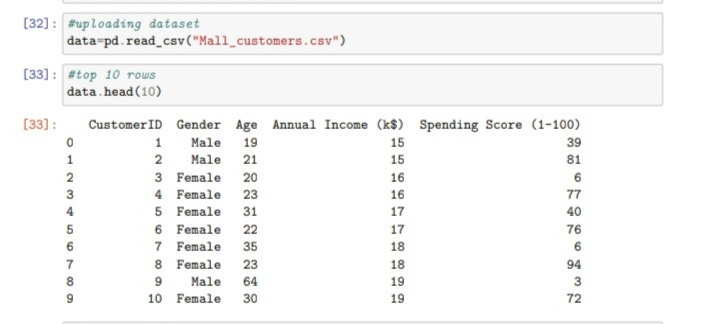 [32]: #uploading dataset
data=pd.read_csv("Mall_customers.csv")
[33]: #top 10 rows
data.head(10)
[33]: CustomerID Gender Age Annual Income (k$) Spending Score (1-100)
0 1 Male 19 15 39
1 2 Male 21 15 81
2 3 Female 20 16 6
3 4 Female 23 16 77
4 5 Female 31 17 40
5 6 Female 22 17 76
6 7 Female 35 18 6
7 8 Female 23 18 94
8 9 Male 64 19 3
9 10 Female 30 19 72